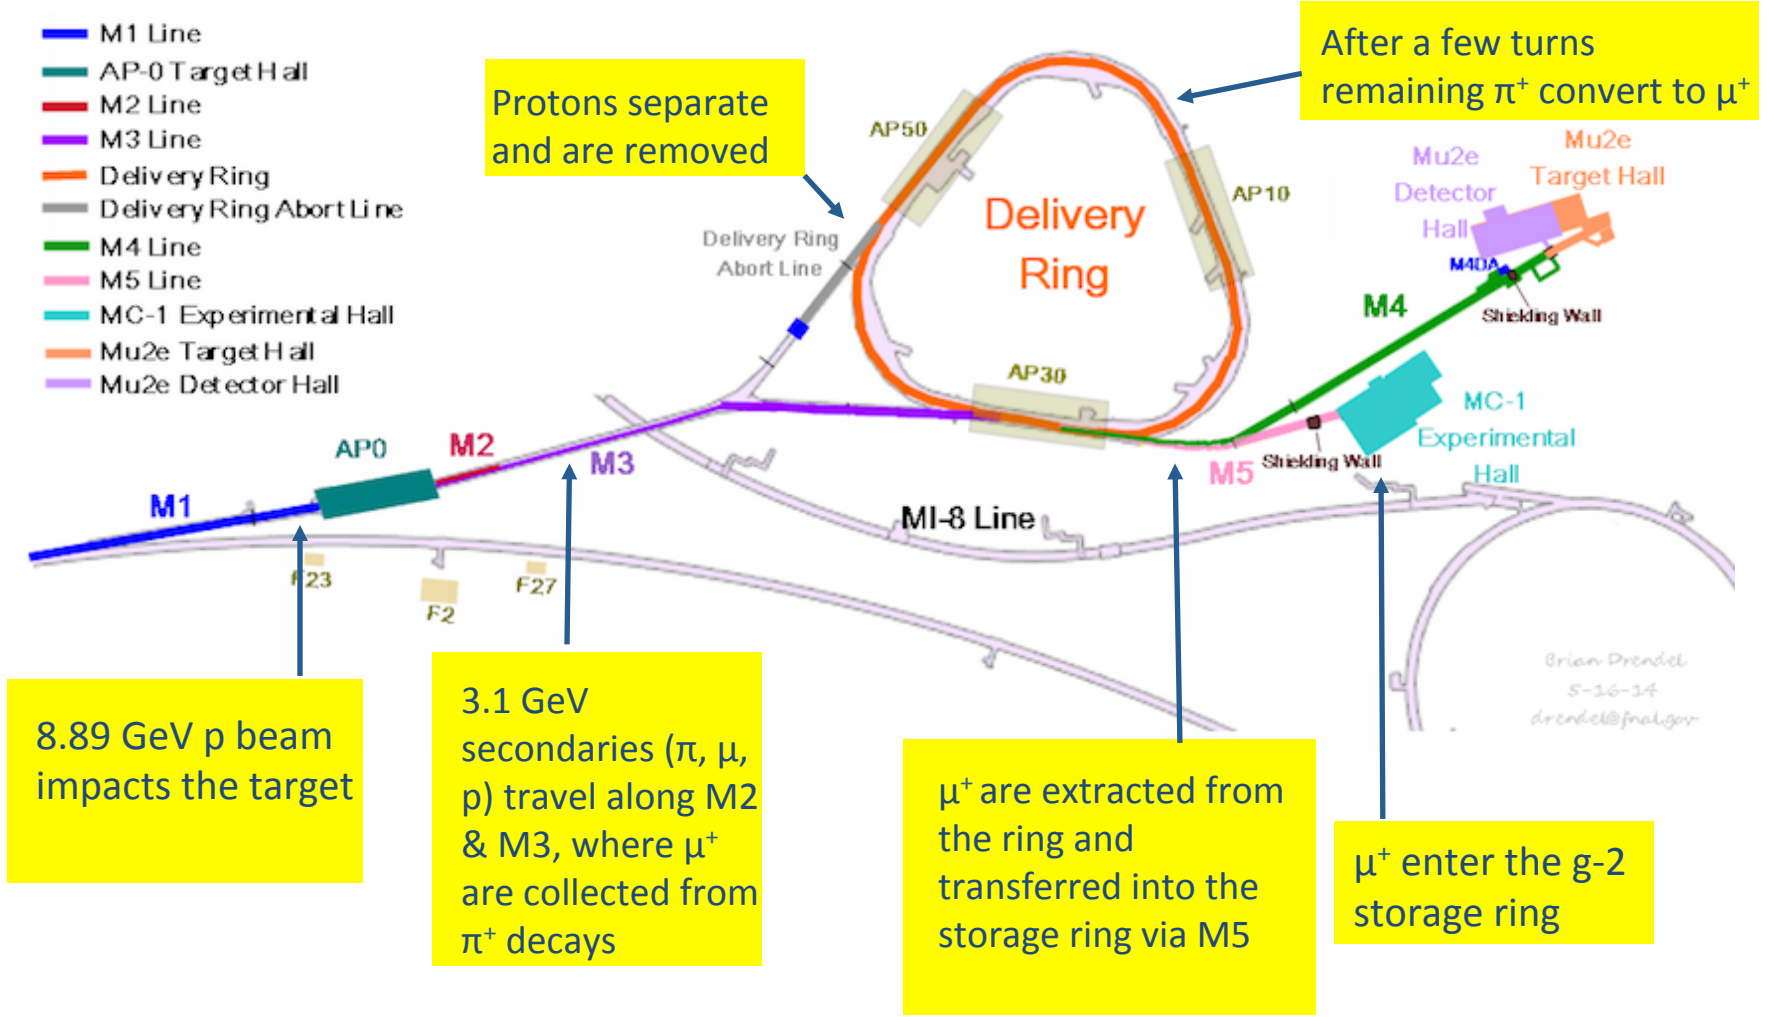 M1 Line
AP-0 Target Hall
M2 Line
M3 Line
Delivery Ring
Delivery Ring Abort Line
M4 Line
M5 Line
MC-1 Experimental Hall
Mu2e Target Hall
Mu2e Detector Hall
Protons separate
and are removed
After a few turns
remaining π⁺ convert to μ⁺
AP50
AP10
AP30
Delivery
Ring
Delivery Ring
Abort Line
Mu2e
Detector
Hall
Mu2e
Target Hall
M4DA
Shielding Wall
M4
MC-1
Experimental
Hall
Shielding Wall
M5
AP0
M2
M3
M1
MI-8 Line
F23
F2
F27
Brian Drendel
5-16-14
drendel@fnal.gov
8.89 GeV p beam
impacts the target
3.1 GeV
secondaries (π, μ,
p) travel along M2
& M3, where μ⁺
are collected from
π⁺ decays
μ⁺ are extracted from
the ring and
transferred into the
storage ring via M5
μ⁺ enter the g-2
storage ring